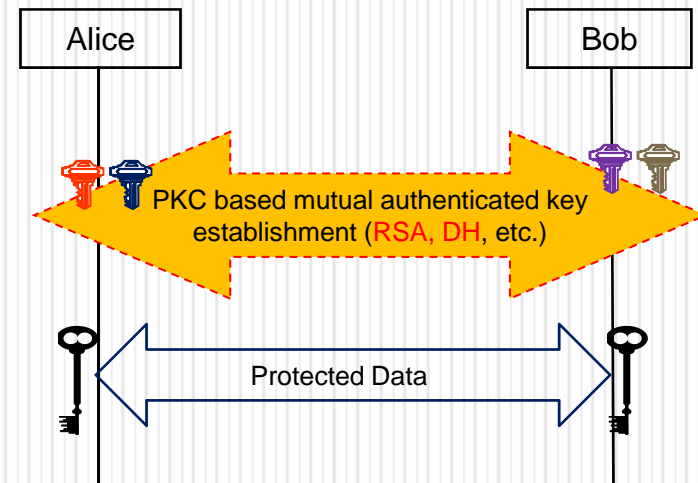 Alice
Bob
PKC based mutual authenticated key
establishment (RSA, DH, etc.)
Protected Data